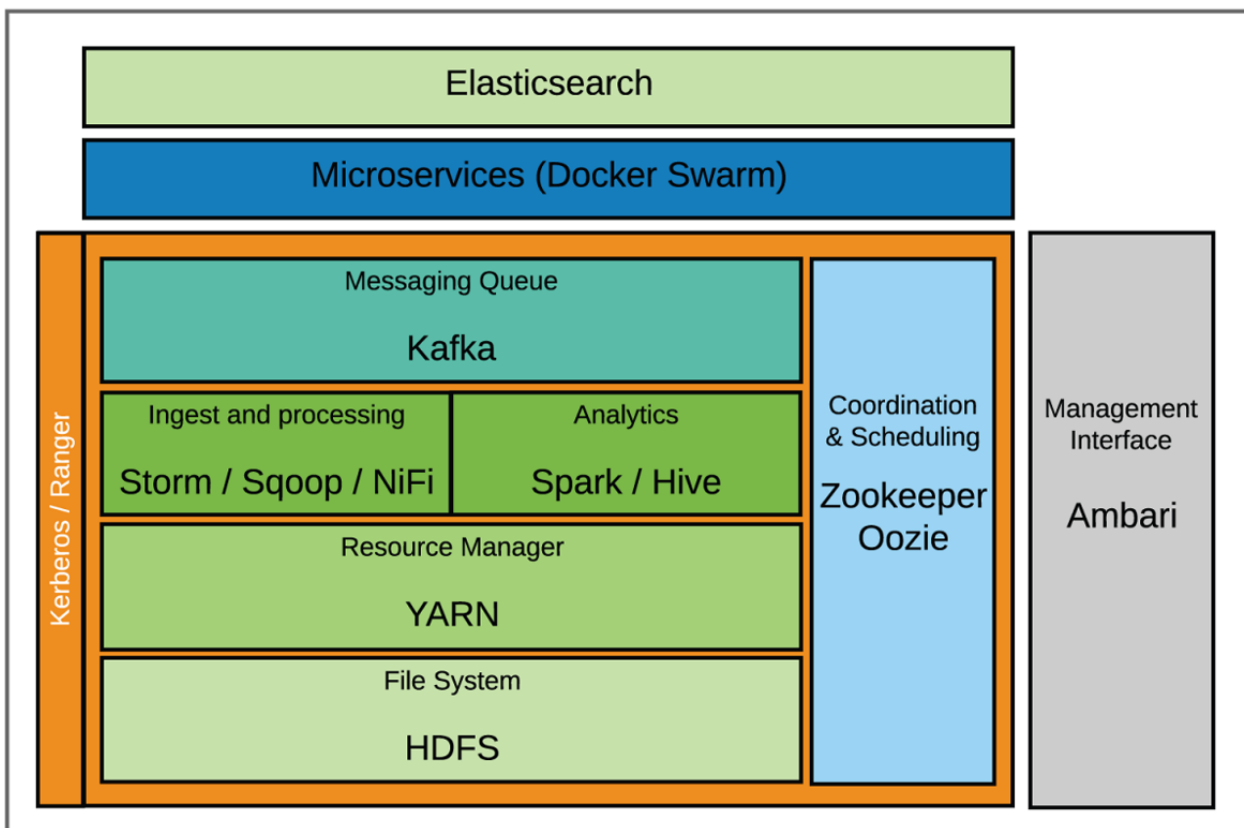 Elasticsearch
Microservices (Docker Swarm)
Kerberos / Ranger
Messaging Queue
Kafka
Ingest and processing
Storm / Sqoop / NiFi
Analytics
Spark / Hive
Resource Manager
YARN
File System
HDFS
Coordination
& Scheduling
Zookeeper
Oozie
Management
Interface
Ambari